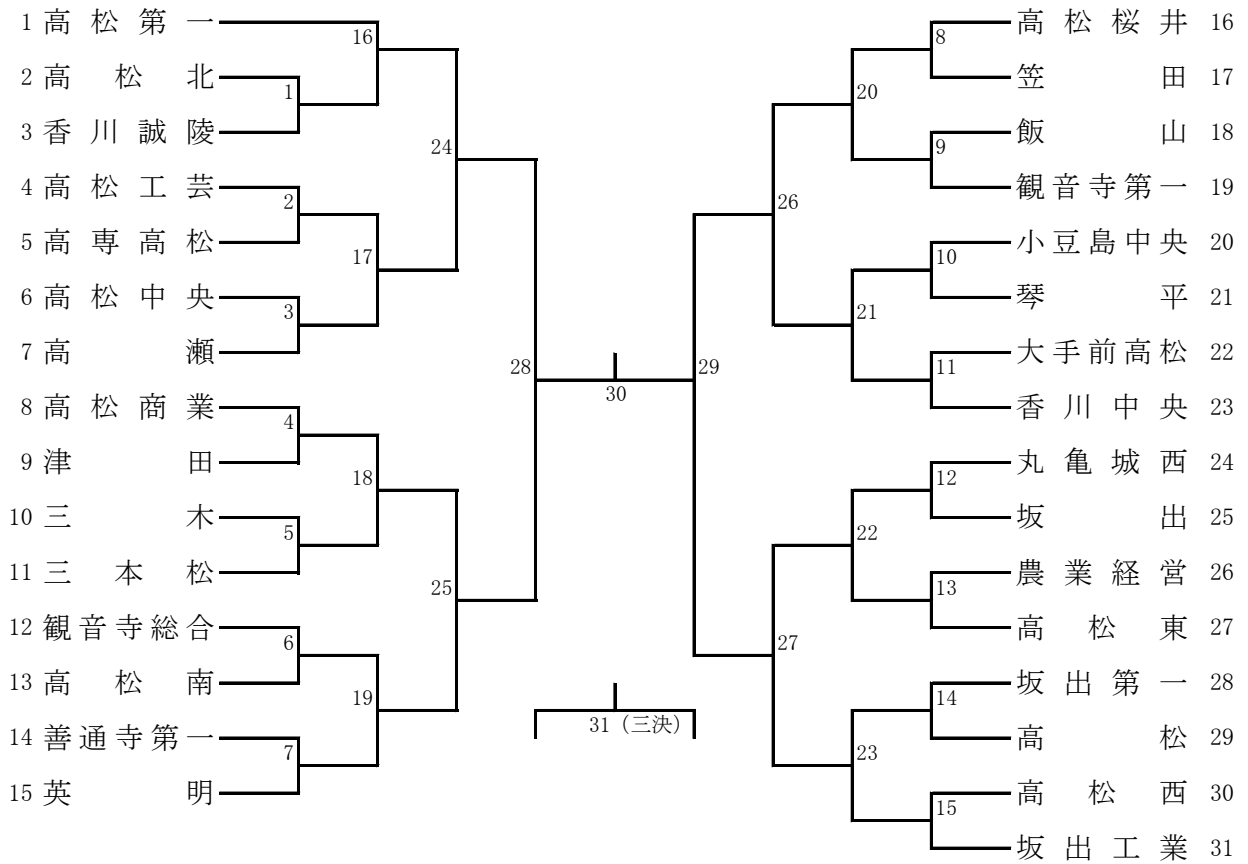 1 高松第一
2 高松北
3 香川誠陵
4 高松工芸
5 高専高松
6 高松中央
7 高瀬
8 高松商業
9 津田
10 三木
11 三本松
12 観音寺総合
13 高松南
14 善通寺第一
15 英明
16
1
24
2
17
3
28
4
18
5
25
6
19
7
30
31（三決）
29
8
20
9
26
10
21
11
12
22
13
27
14
23
15
高松桜井 16
笠田 17
飯山 18
観音寺第一 19
小豆島中央 20
琴平 21
大手前高松 22
香川中央 23
丸亀城西 24
坂出 25
農業経営 26
高松東 27
坂出第一 28
高松 29
高松西 30
坂出工業 31